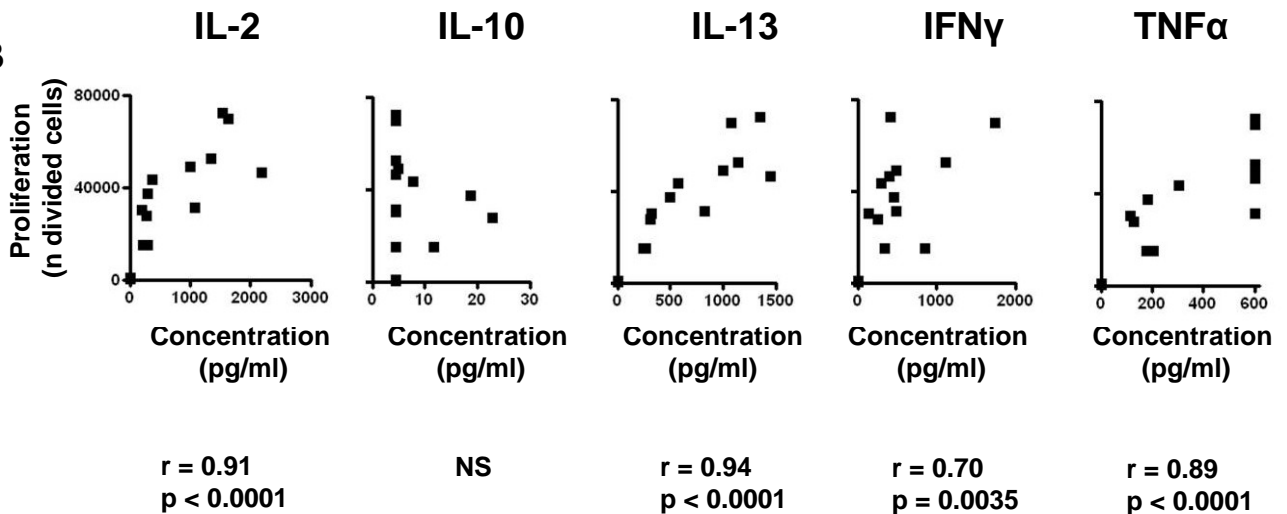 IL-2 IL-10 IL-13 IFNγ TNFα
Proliferation
(n divided cells)
80000
40000
0
0 1000 2000 3000 0 10 20 30 0 500 1000 1500 0 1000 2000 0 200 400 600
Concentration Concentration Concentration Concentration Concentration
(pg/ml) (pg/ml) (pg/ml) (pg/ml) (pg/ml)
r = 0.91 NS r = 0.94 r = 0.70 r = 0.89
p < 0.0001 p < 0.0001 p = 0.0035 p < 0.0001